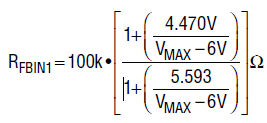 R_FBIN1 = 100k • [ 1+ ( 4.470V / V_MAX – 6V ) / 1+ ( 5.593 / V_MAX – 6V ) ] Ω